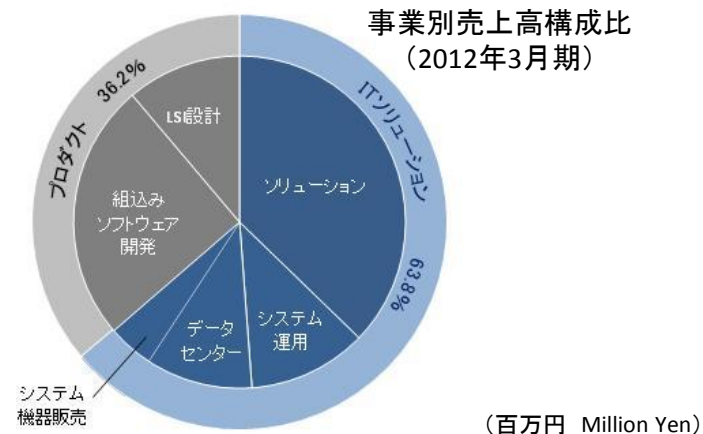 事業別売上高構成比
（2012年3月期）
プロダクト 36.2%
ITソリューション 63.8%
LSI設計
ソリューション
組込み
ソフトウェア
開発
システム
運用
データ
センター
システム
機器販売
（百万円 Million Yen）